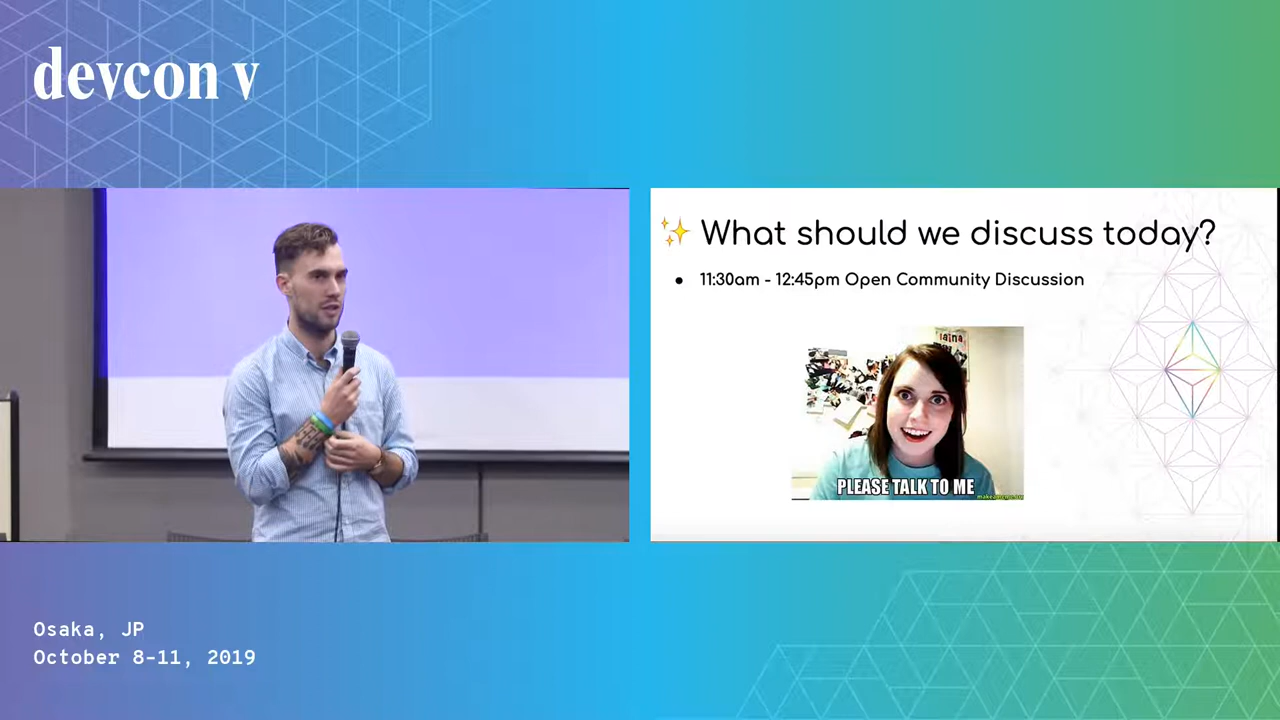 devcon v
✨ What should we discuss today?
• 11:30am - 12:45pm Open Community Discussion
PLEASE TALK TO ME
Osaka, JP
October 8-11, 2019